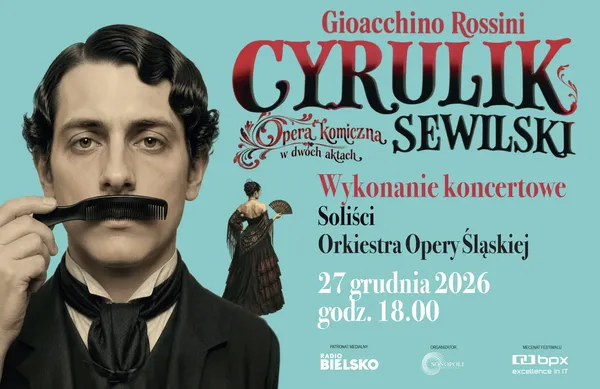 Gioacchino Rossini
CYRULIK
SEWILSKI
Opera Komiczna
w dwóch aktach
Wykonanie koncertowe
Soliści
Orkiestra Opery Śląskiej
27 grudnia 2026
godz. 18.00
PATRONAT MEDIALNY:
RADIO
BIELSKO
ORGANIZATOR:
SONOPOLI
MECENAT FESTIWALU:
bpx
excellence in IT